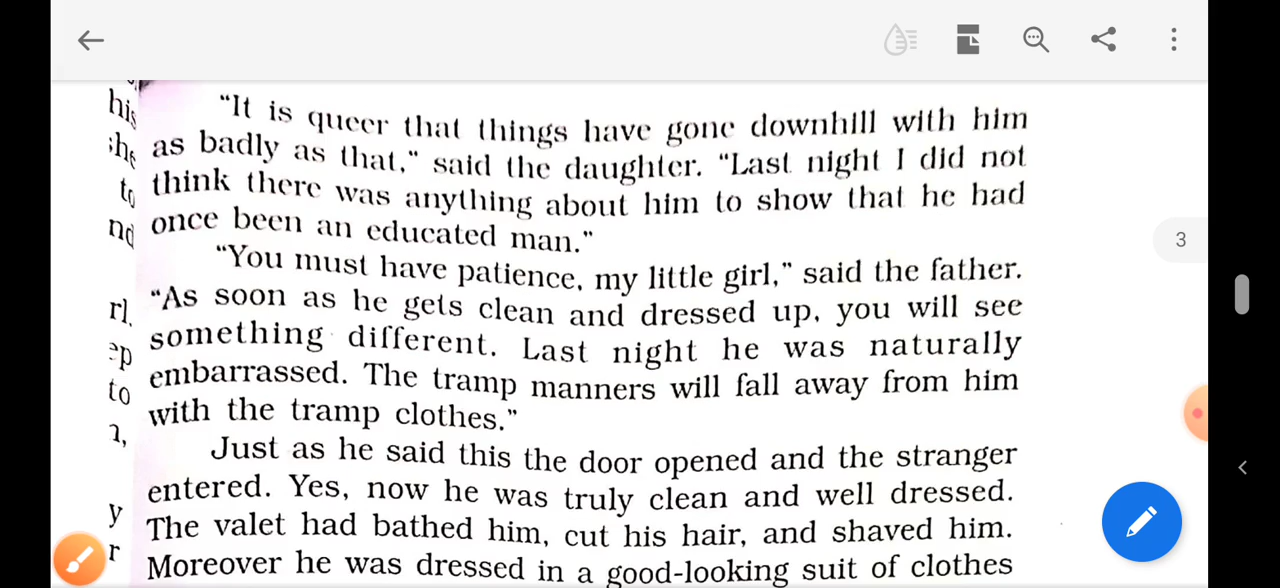 3
his
"It is queer that things have gone downhill with him
as badly as that," said the daughter. "Last night I did not
to think there was anything about him to show that he had
once been an educated man."
"You must have patience, my little girl," said the father.
"As soon as he gets clean and dressed up, you will see
something different. Last night he was naturally
to embarrassed. The tramp manners will fall away from him
with the tramp clothes."
Just as he said this the door opened and the stranger
y entered. Yes, now he was truly clean and well dressed.
r The valet had bathed him, cut his hair, and shaved him.
Moreover he was dressed in a good-looking suit of clothes